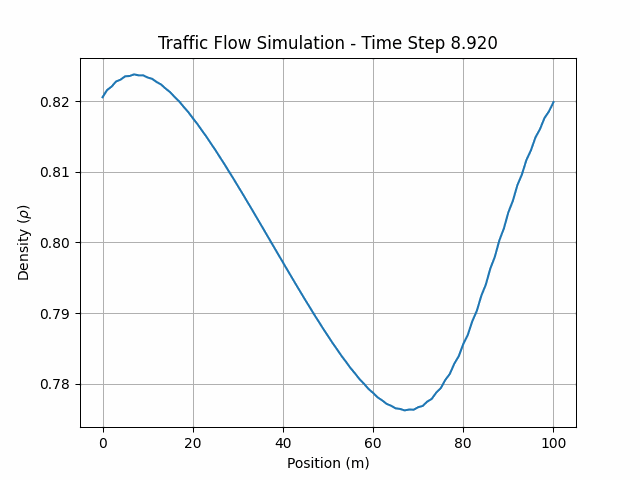 Traffic Flow Simulation - Time Step 8.920
Density (ρ)
0.82
0.81
0.80
0.79
0.78
0 20 40 60 80 100
Position (m)